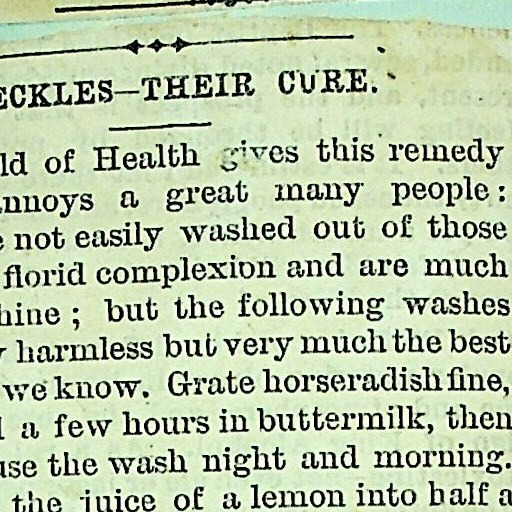 ECKLES—THEIR CURE.
ld of Health gives this remedy
nnoys a great many people:
not easily washed out of those
florid complexion and are much
hine; but the following washes
harmless but very much the best
we know. Grate horseradish fine,
a few hours in buttermilk, then
use the wash night and morning.
the juice of a lemon into half a